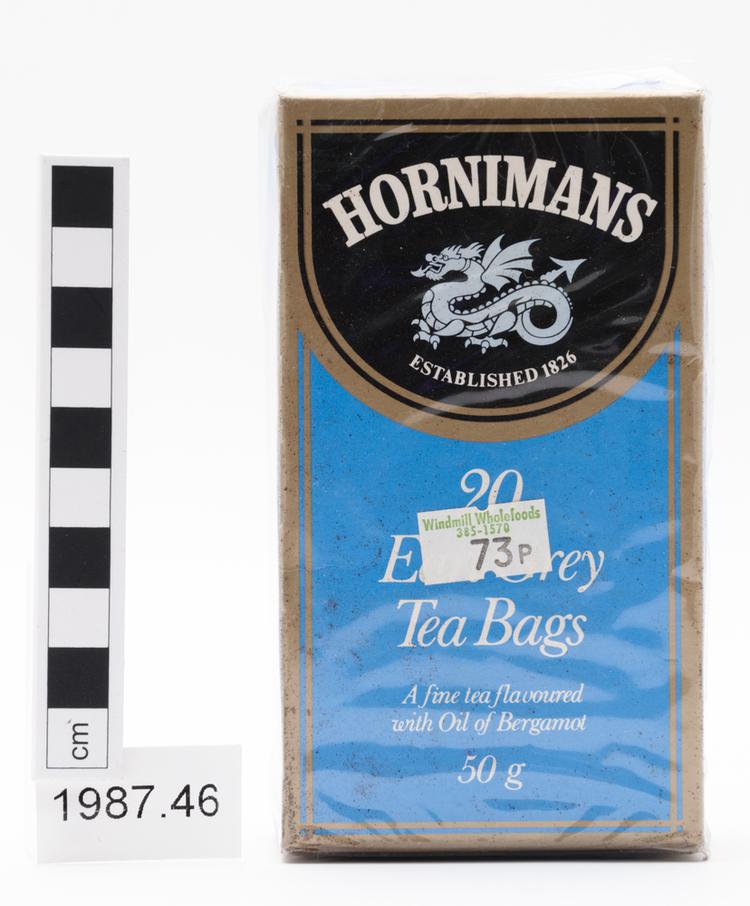 HORNIMANS
ESTABLISHED 1826
20
Windmill Wholefoods
385-1570
73P
Grey
Tea Bags
A fine tea flavoured
with Oil of Bergamot
50 g
cm
1987.46